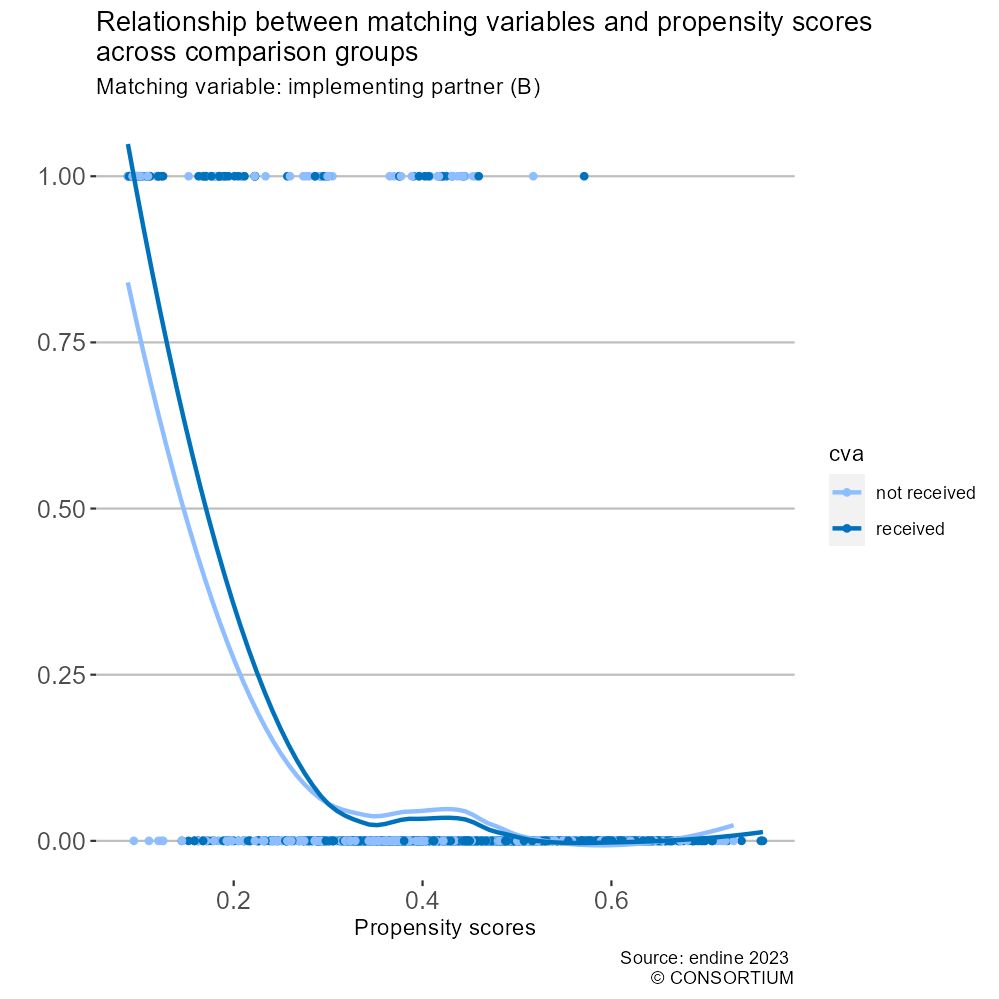 Relationship between matching variables and propensity scores
across comparison groups
Matching variable: implementing partner (B)
1.00
0.75
0.50
0.25
0.00
0.2 0.4 0.6
Propensity scores
cva
not received
received
Source: endine 2023
© CONSORTIUM